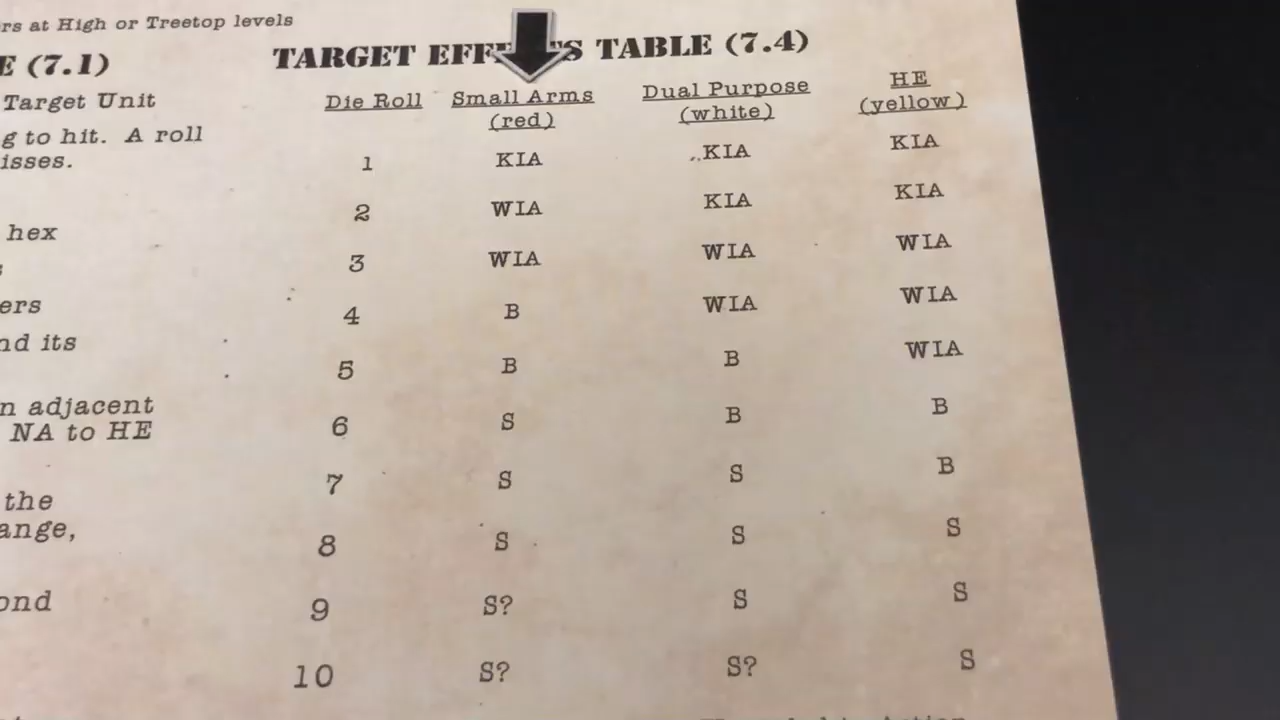 rs at High or Treetop levels
E (7.1)
Target Unit
g to hit. A roll
isses.
hex
ers
nd its
n adjacent
NA to HE
the
ange,
ond
TARGET TABLE (7.4)
Die Roll Small Arms (red) Dual Purpose (white) HE (yellow)
1 KIA KIA KIA
2 WIA KIA KIA
3 WIA WIA WIA
4 B WIA WIA
5 B B WIA
6 S B B
7 S S B
8 S S S
9 S? S S
10 S? S? S